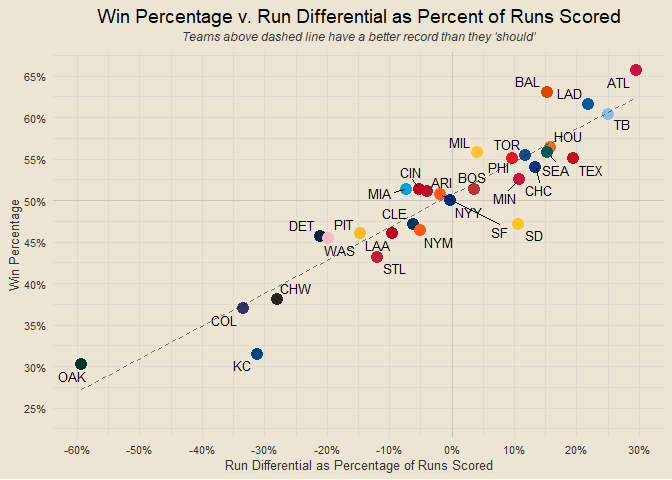 Win Percentage v. Run Differential as Percent of Runs Scored
Teams above dashed line have a better record than they 'should'
Win Percentage
65%
60%
55%
50%
45%
40%
35%
30%
25%
BAL
LAD
ATL
TB
MIL
TOR
HOU
PHI
SEA
TEX
CIN
ARI
BOS
MIN
CHC
MIA
CLE
NYY
DET
PIT
SF
SD
WAS
LAA
NYM
STL
CHW
COL
KC
OAK
-60%
-50%
-40%
-30%
-20%
-10%
0%
10%
20%
30%
Run Differential as Percentage of Runs Scored